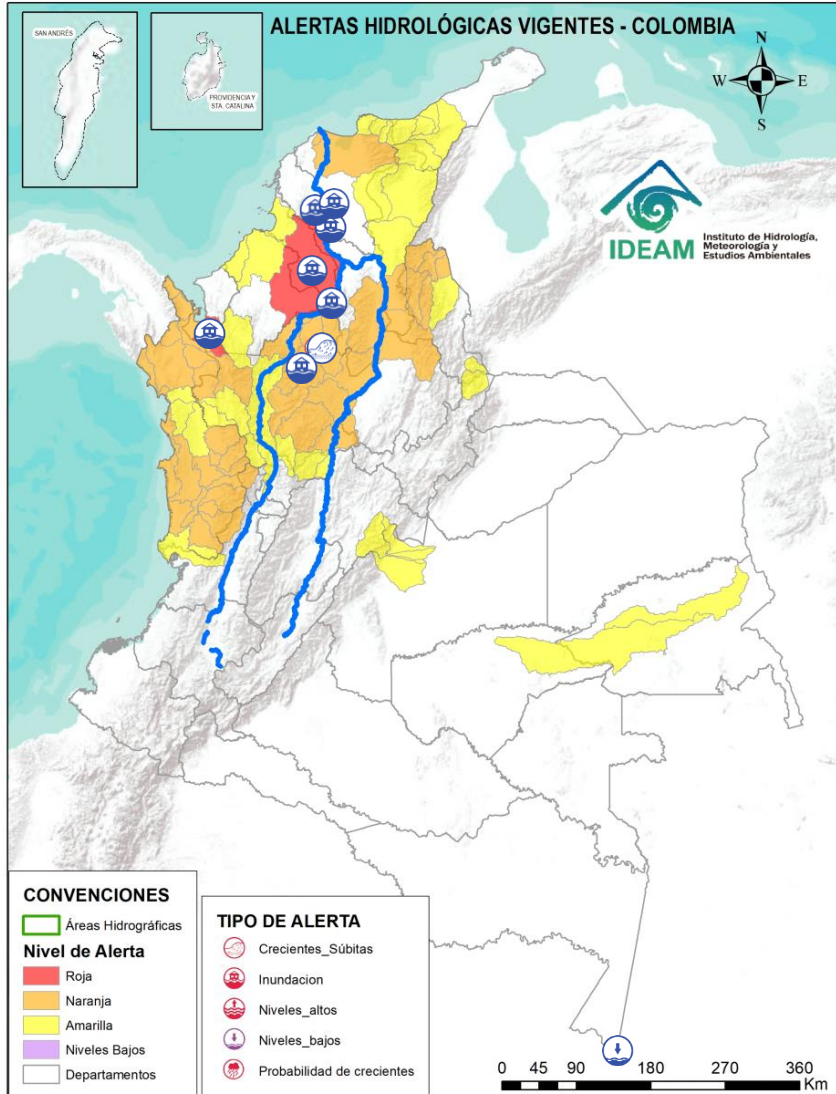 ALERTAS HIDROLÓGICAS VIGENTES - COLOMBIA
SAN ANDRÉS
PROVIDENCIA Y
STA. CATALINA
N
W
E
S
IDEAM
Instituto de Hidrología,
Meteorología y
Estudios Ambientales
CONVENCIONES
Áreas Hidrográficas
Nivel de Alerta
Roja
Naranja
Amarilla
Niveles Bajos
Departamentos
TIPO DE ALERTA
Crecientes_Súbitas
Inundacion
Niveles_altos
Niveles_bajos
Probabilidad de crecientes
0 45 90 180 270 360
Km